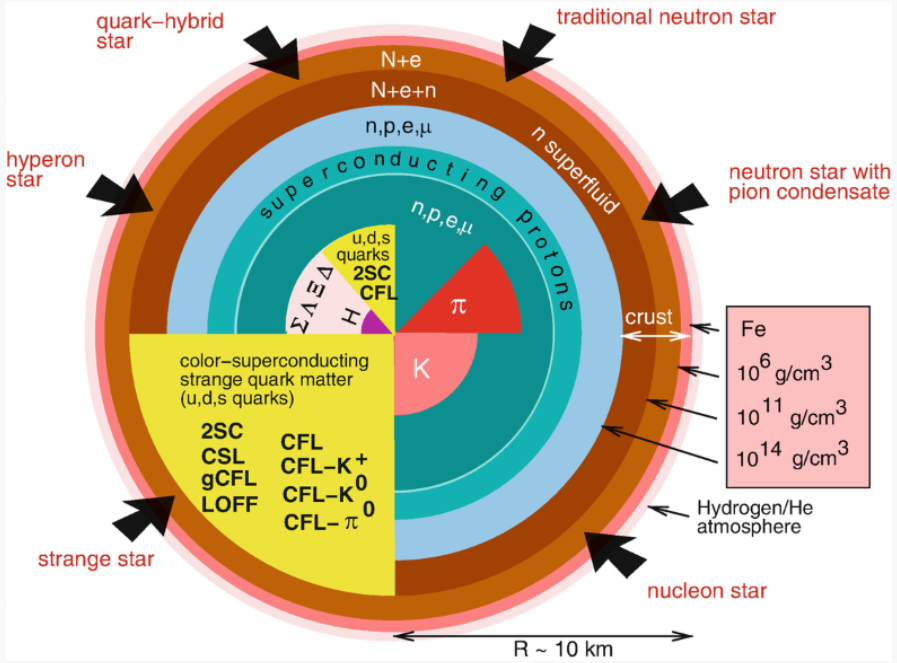 quark–hybrid
star
traditional neutron star
N+e
N+e+n
n,p,e,μ
n superfluid
hyperon
star
neutron star with
pion condensate
superconducting protons
n,p,e,μ
u,d,s
quarks
2SC
CFL
ΣΛΞΔ
H
π
K
crust
Fe
10⁶ g/cm³
10¹¹ g/cm³
10¹⁴ g/cm³
Hydrogen/He
atmosphere
color–superconducting
strange quark matter
(u,d,s quarks)
2SC
CSL
gCFL
LOFF
CFL
CFL–K⁺
CFL–K⁰
CFL–π⁰
strange star
nucleon star
R ~ 10 km